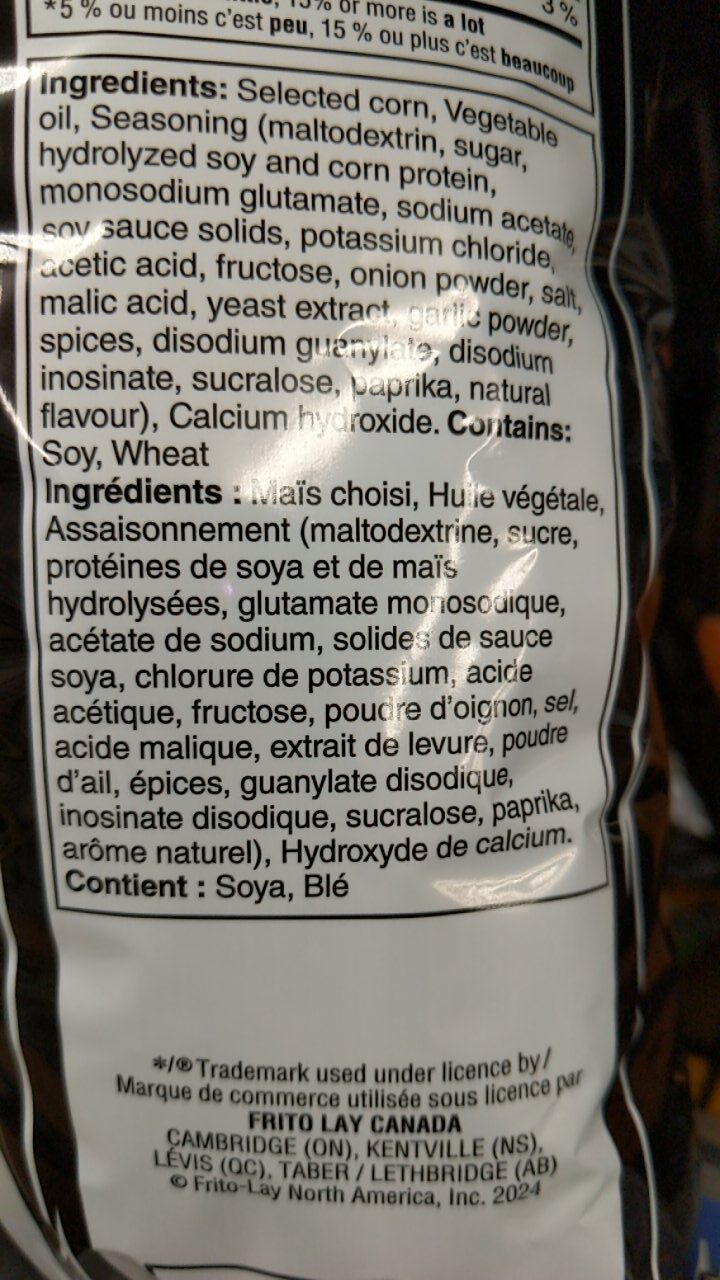 15% or more is a lot
3 %
*5 % ou moins c'est peu, 15 % ou plus c'est beaucoup
Ingredients: Selected corn, Vegetable
oil, Seasoning (maltodextrin, sugar,
hydrolyzed soy and corn protein,
monosodium glutamate, sodium acetate,
soy sauce solids, potassium chloride,
acetic acid, fructose, onion powder, salt,
malic acid, yeast extract, garlic powder,
spices, disodium guanylate, disodium
inosinate, sucralose, paprika, natural
flavour), Calcium hydroxide. Contains:
Soy, Wheat
Ingrédients : Maïs choisi, Huile végétale,
Assaisonnement (maltodextrine, sucre,
protéines de soya et de maïs
hydrolysées, glutamate monosodique,
acétate de sodium, solides de sauce
soya, chlorure de potassium, acide
acétique, fructose, poudre d'oignon, sel,
acide malique, extrait de levure, poudre
d'ail, épices, guanylate disodique,
inosinate disodique, sucralose, paprika,
arôme naturel), Hydroxyde de calcium.
Contient : Soya, Blé
*/® Trademark used under licence by/
Marque de commerce utilisée sous licence par
FRITO LAY CANADA
CAMBRIDGE (ON), KENTVILLE (NS),
LÉVIS (QC), TABER / LETHBRIDGE (AB)
© Frito-Lay North America, Inc. 2024